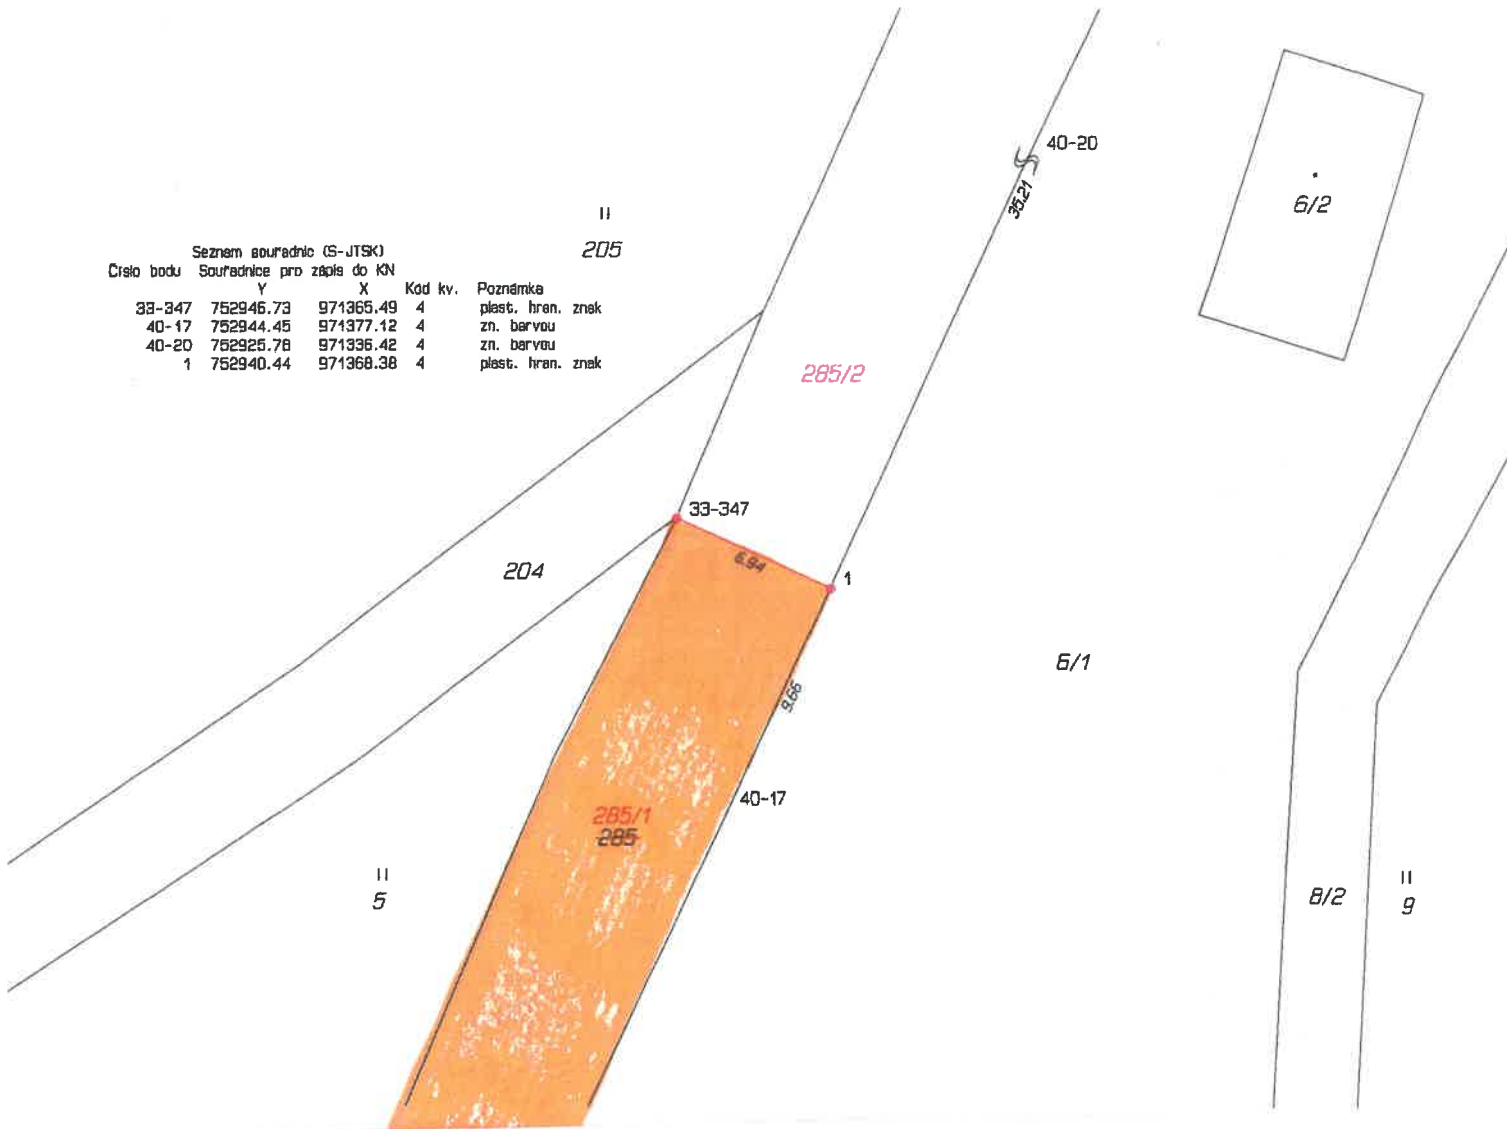 40-20
35.21
6/2
II
205
Seznam souřadnic (S-JTSK)
Číslo bodu Souřadnice pro zápis do KN
Y X Kód kv. Poznámka
33-347 752946.73 971365.49 4 plast. hran. znak
40-17 752944.45 971377.12 4 zn. barvou
40-20 752925.78 971336.42 4 zn. barvou
1 752940.44 971368.38 4 plast. hran. znak
285/2
33-347
6.94
204
1
6/1
9.66
40-17
285/1
285
II
5
8/2
II
9